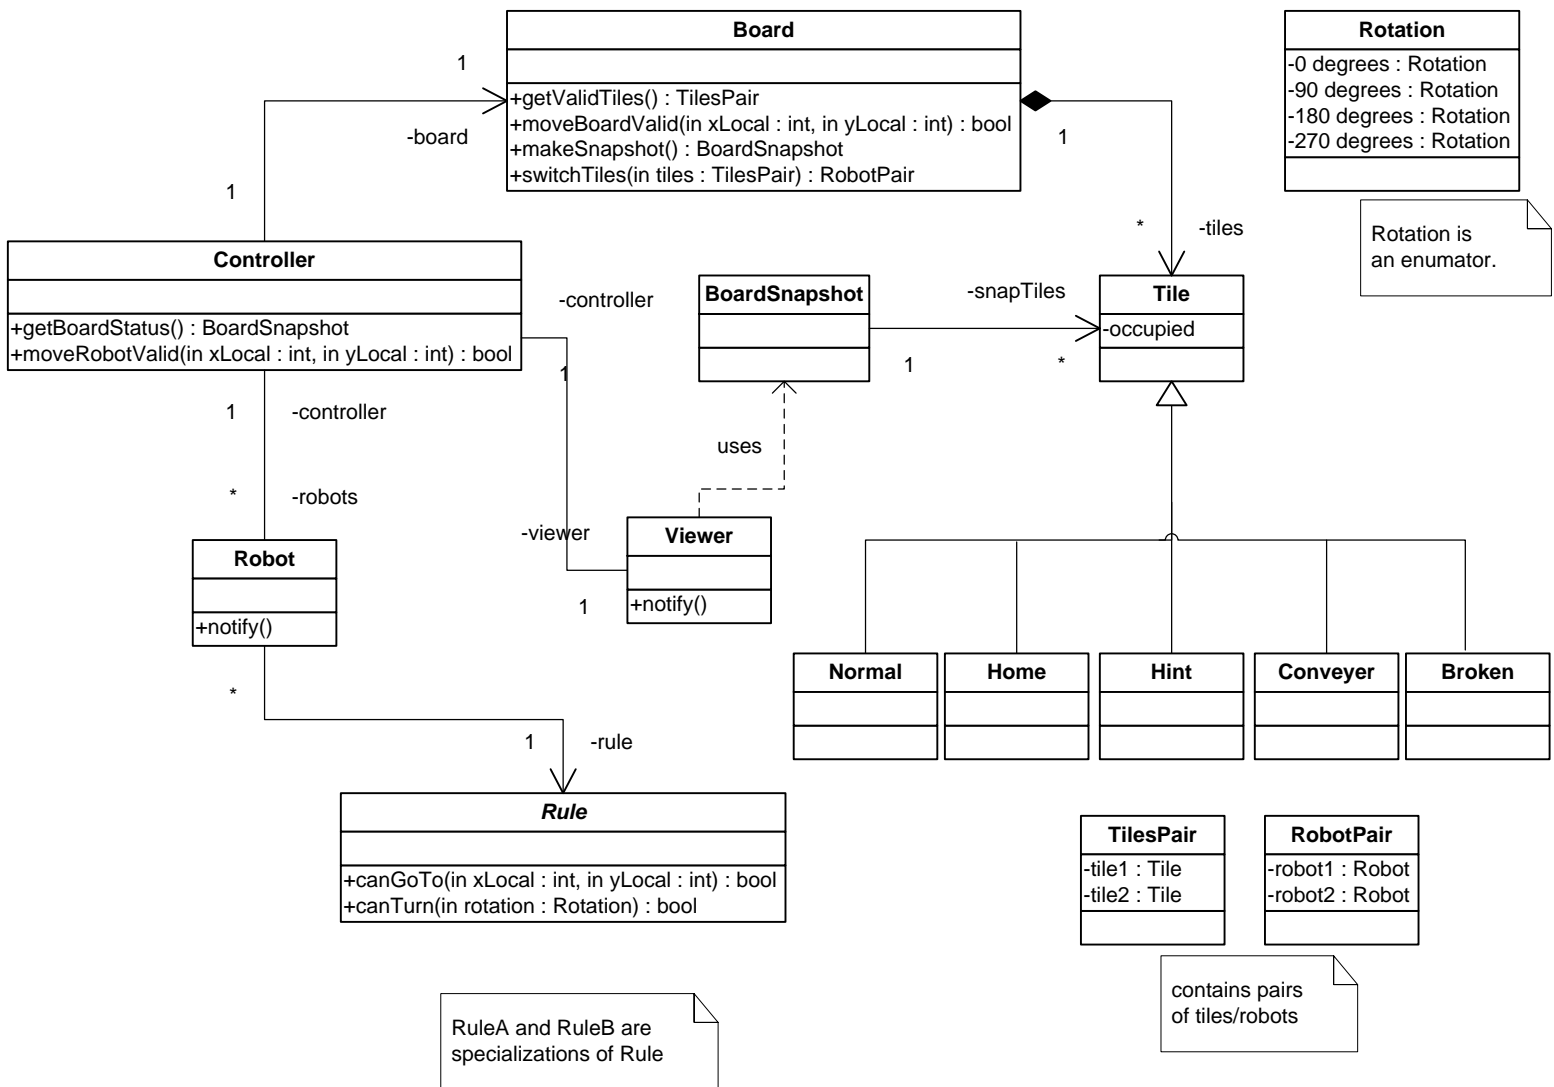 Board
+getValidTiles() : TilesPair
+moveBoardValid(in xLocal : int, in yLocal : int) : bool
+makeSnapshot() : BoardSnapshot
+switchTiles(in tiles : TilesPair) : RobotPair
Rotation
-0 degrees : Rotation
-90 degrees : Rotation
-180 degrees : Rotation
-270 degrees : Rotation
Rotation is
an enumator.
1
-board
1
1
*
-tiles
Controller
+getBoardStatus() : BoardSnapshot
+moveRobotValid(in xLocal : int, in yLocal : int) : bool
-controller
1
BoardSnapshot
-snapTiles
1
*
Tile
-occupied
1
-controller
*
-robots
uses
-viewer
1
Viewer
+notify()
Robot
+notify()
*
1
-rule
Normal
Home
Hint
Conveyer
Broken
Rule
+canGoTo(in xLocal : int, in yLocal : int) : bool
+canTurn(in rotation : Rotation) : bool
TilesPair
-tile1 : Tile
-tile2 : Tile
RobotPair
-robot1 : Robot
-robot2 : Robot
contains pairs
of tiles/robots
RuleA and RuleB are
specializations of Rule